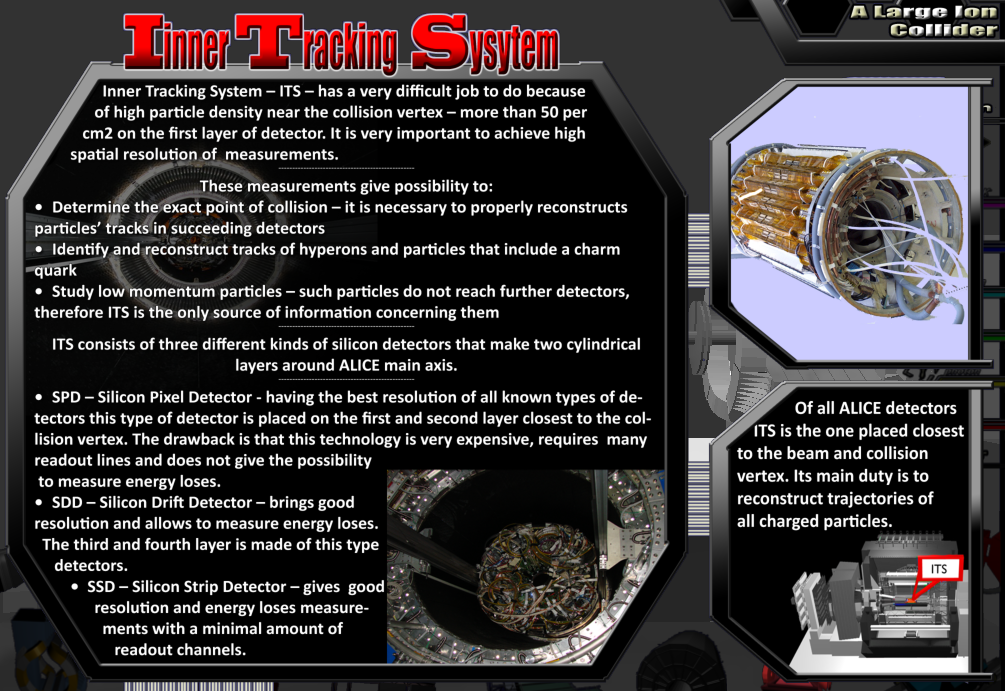 Iinner Tracking Sysytem
A Large Ion
Collider
Inner Tracking System – ITS – has a very difficult job to do because
of high particle density near the collision vertex – more than 50 per
cm2 on the first layer of detector. It is very important to achieve high
spatial resolution of measurements.
These measurements give possibility to:
• Determine the exact point of collision – it is necessary to properly reconstructs
particles' tracks in succeeding detectors
• Identify and reconstruct tracks of hyperons and particles that include a charm
quark
• Study low momentum particles – such particles do not reach further detectors,
therefore ITS is the only source of information concerning them
ITS consists of three different kinds of silicon detectors that make two cylindrical
layers around ALICE main axis.
• SPD – Silicon Pixel Detector - having the best resolution of all known types of de-
tectors this type of detector is placed on the first and second layer closest to the col-
lision vertex. The drawback is that this technology is very expensive, requires many
readout lines and does not give the possibility
to measure energy loses.
• SDD – Silicon Drift Detector – brings good
resolution and allows to measure energy loses.
The third and fourth layer is made of this type
detectors.
• SSD – Silicon Strip Detector – gives good
resolution and energy loses measure-
ments with a minimal amount of
readout channels.
Of all ALICE detectors
ITS is the one placed closest
to the beam and collision
vertex. Its main duty is to
reconstruct trajectories of
all charged particles.
ITS